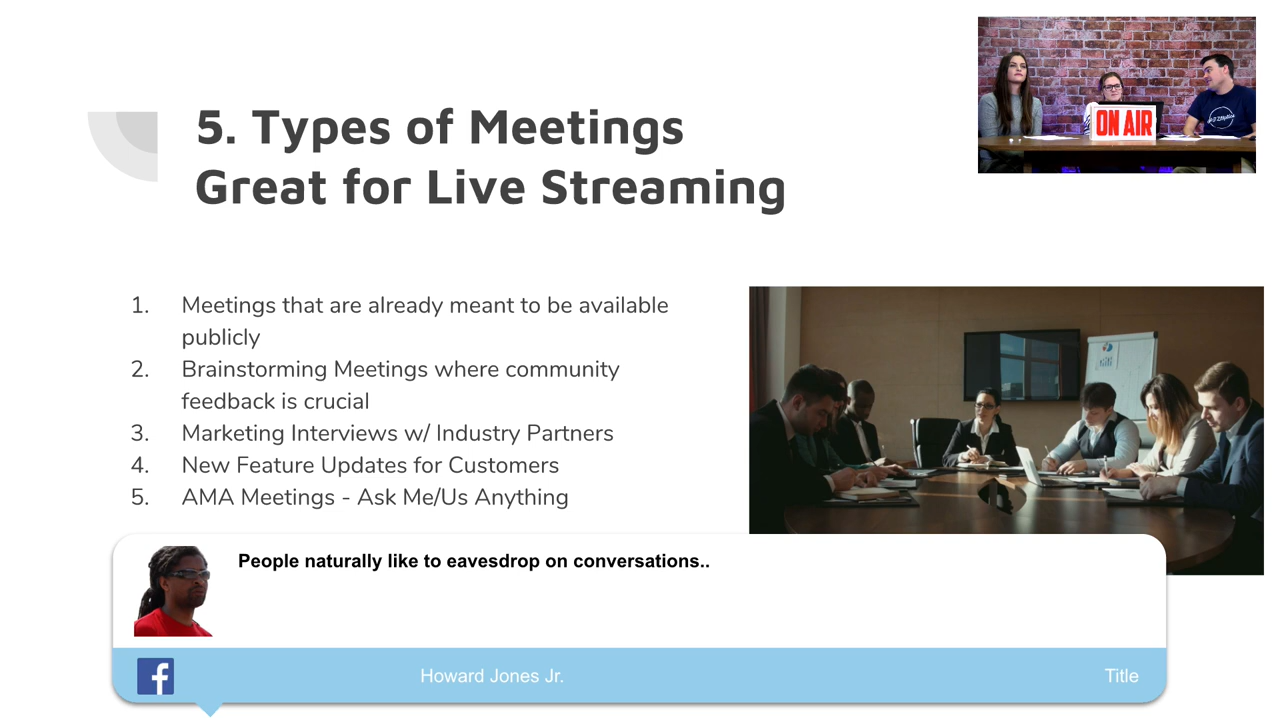 5. Types of Meetings
Great for Live Streaming
ON AIR
1. Meetings that are already meant to be available
publicly
2. Brainstorming Meetings where community
feedback is crucial
3. Marketing Interviews w/ Industry Partners
4. New Feature Updates for Customers
5. AMA Meetings - Ask Me/Us Anything
People naturally like to eavesdrop on conversations..
f
Howard Jones Jr.
Title